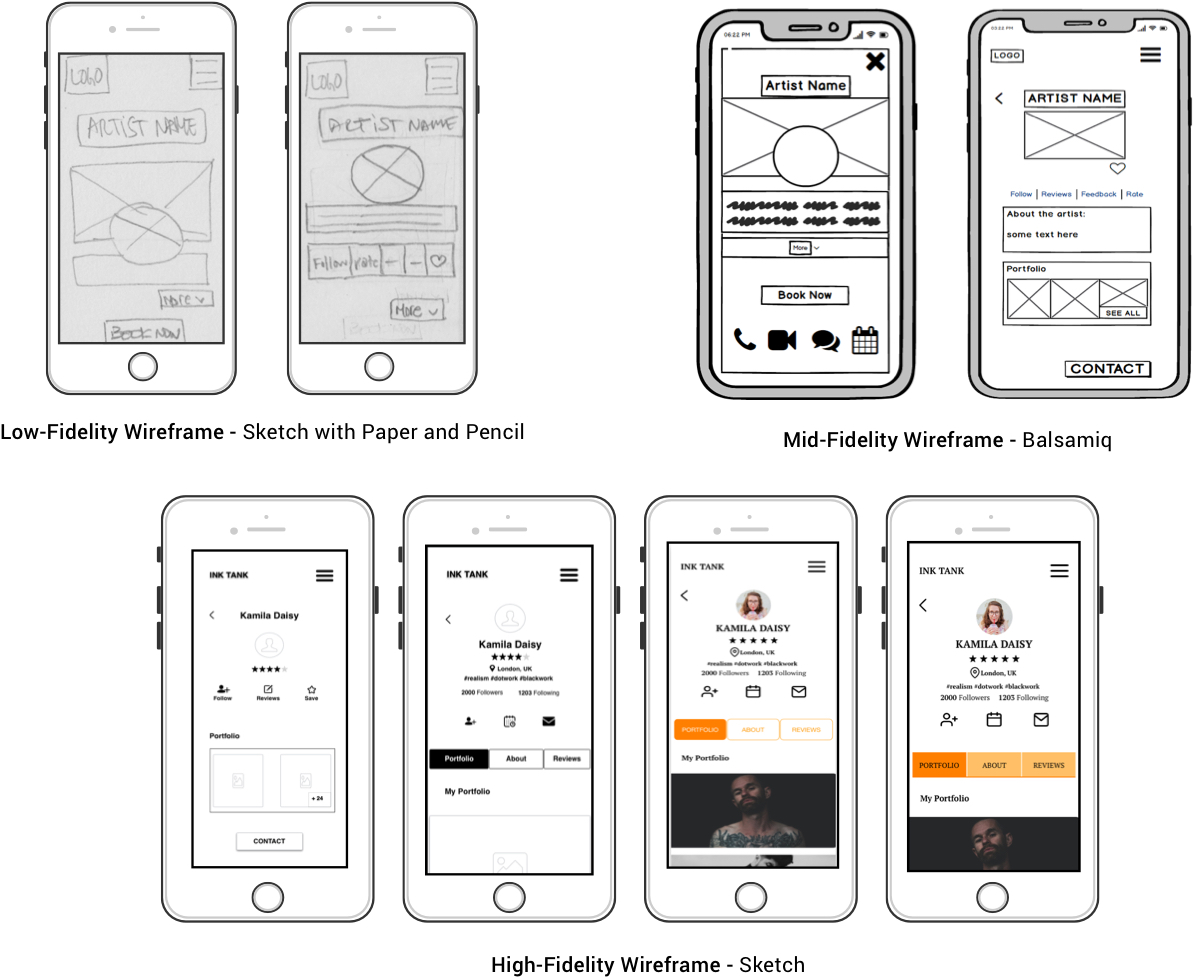 LOGO
ARTIST NAME
More
BOOK NOW
LOGO
ARTIST NAME
Follow rate
More
BOOK NOW
06:22 PM
Artist Name
More
Book Now
03:22 PM
LOGO
ARTIST NAME
Follow | Reviews | Feedback | Rate
About the artist:
some text here
Portfolio
SEE ALL
CONTACT
Low-Fidelity Wireframe - Sketch with Paper and Pencil
Mid-Fidelity Wireframe - Balsamiq
INK TANK
Kamila Daisy
Follow Reviews Save
Portfolio
+ 24
CONTACT
INK TANK
Kamila Daisy
London, UK
#realism #dotwork #blackwork
2000 Followers 1203 Following
Portfolio About Reviews
My Portfolio
INK TANK
KAMILA DAISY
London, UK
#realism #dotwork #blackwork
2000 Followers 1203 Following
PORTFOLIO ABOUT REVIEWS
My Portfolio
INK TANK
KAMILA DAISY
London, UK
#realism #dotwork #blackwork
2000 Followers 1203 Following
PORTFOLIO ABOUT REVIEWS
My Portfolio
High-Fidelity Wireframe - Sketch